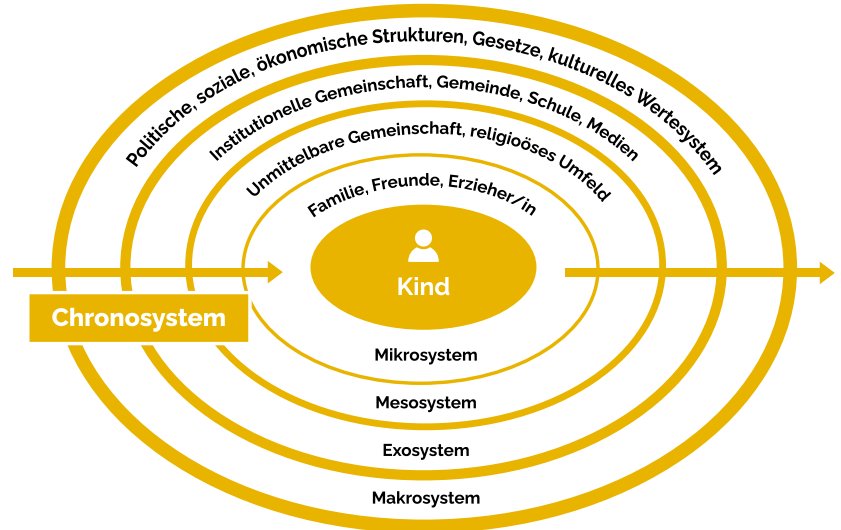 Politische, soziale, ökonomische Strukturen, Gesetze, kulturelles Wertesystem
Institutionelle Gemeinschaft, Gemeinde, Schule, Medien
Unmittelbare Gemeinschaft, religioöses Umfeld
Familie, Freunde, Erzieher/in
Kind
Chronosystem
Mikrosystem
Mesosystem
Exosystem
Makrosystem